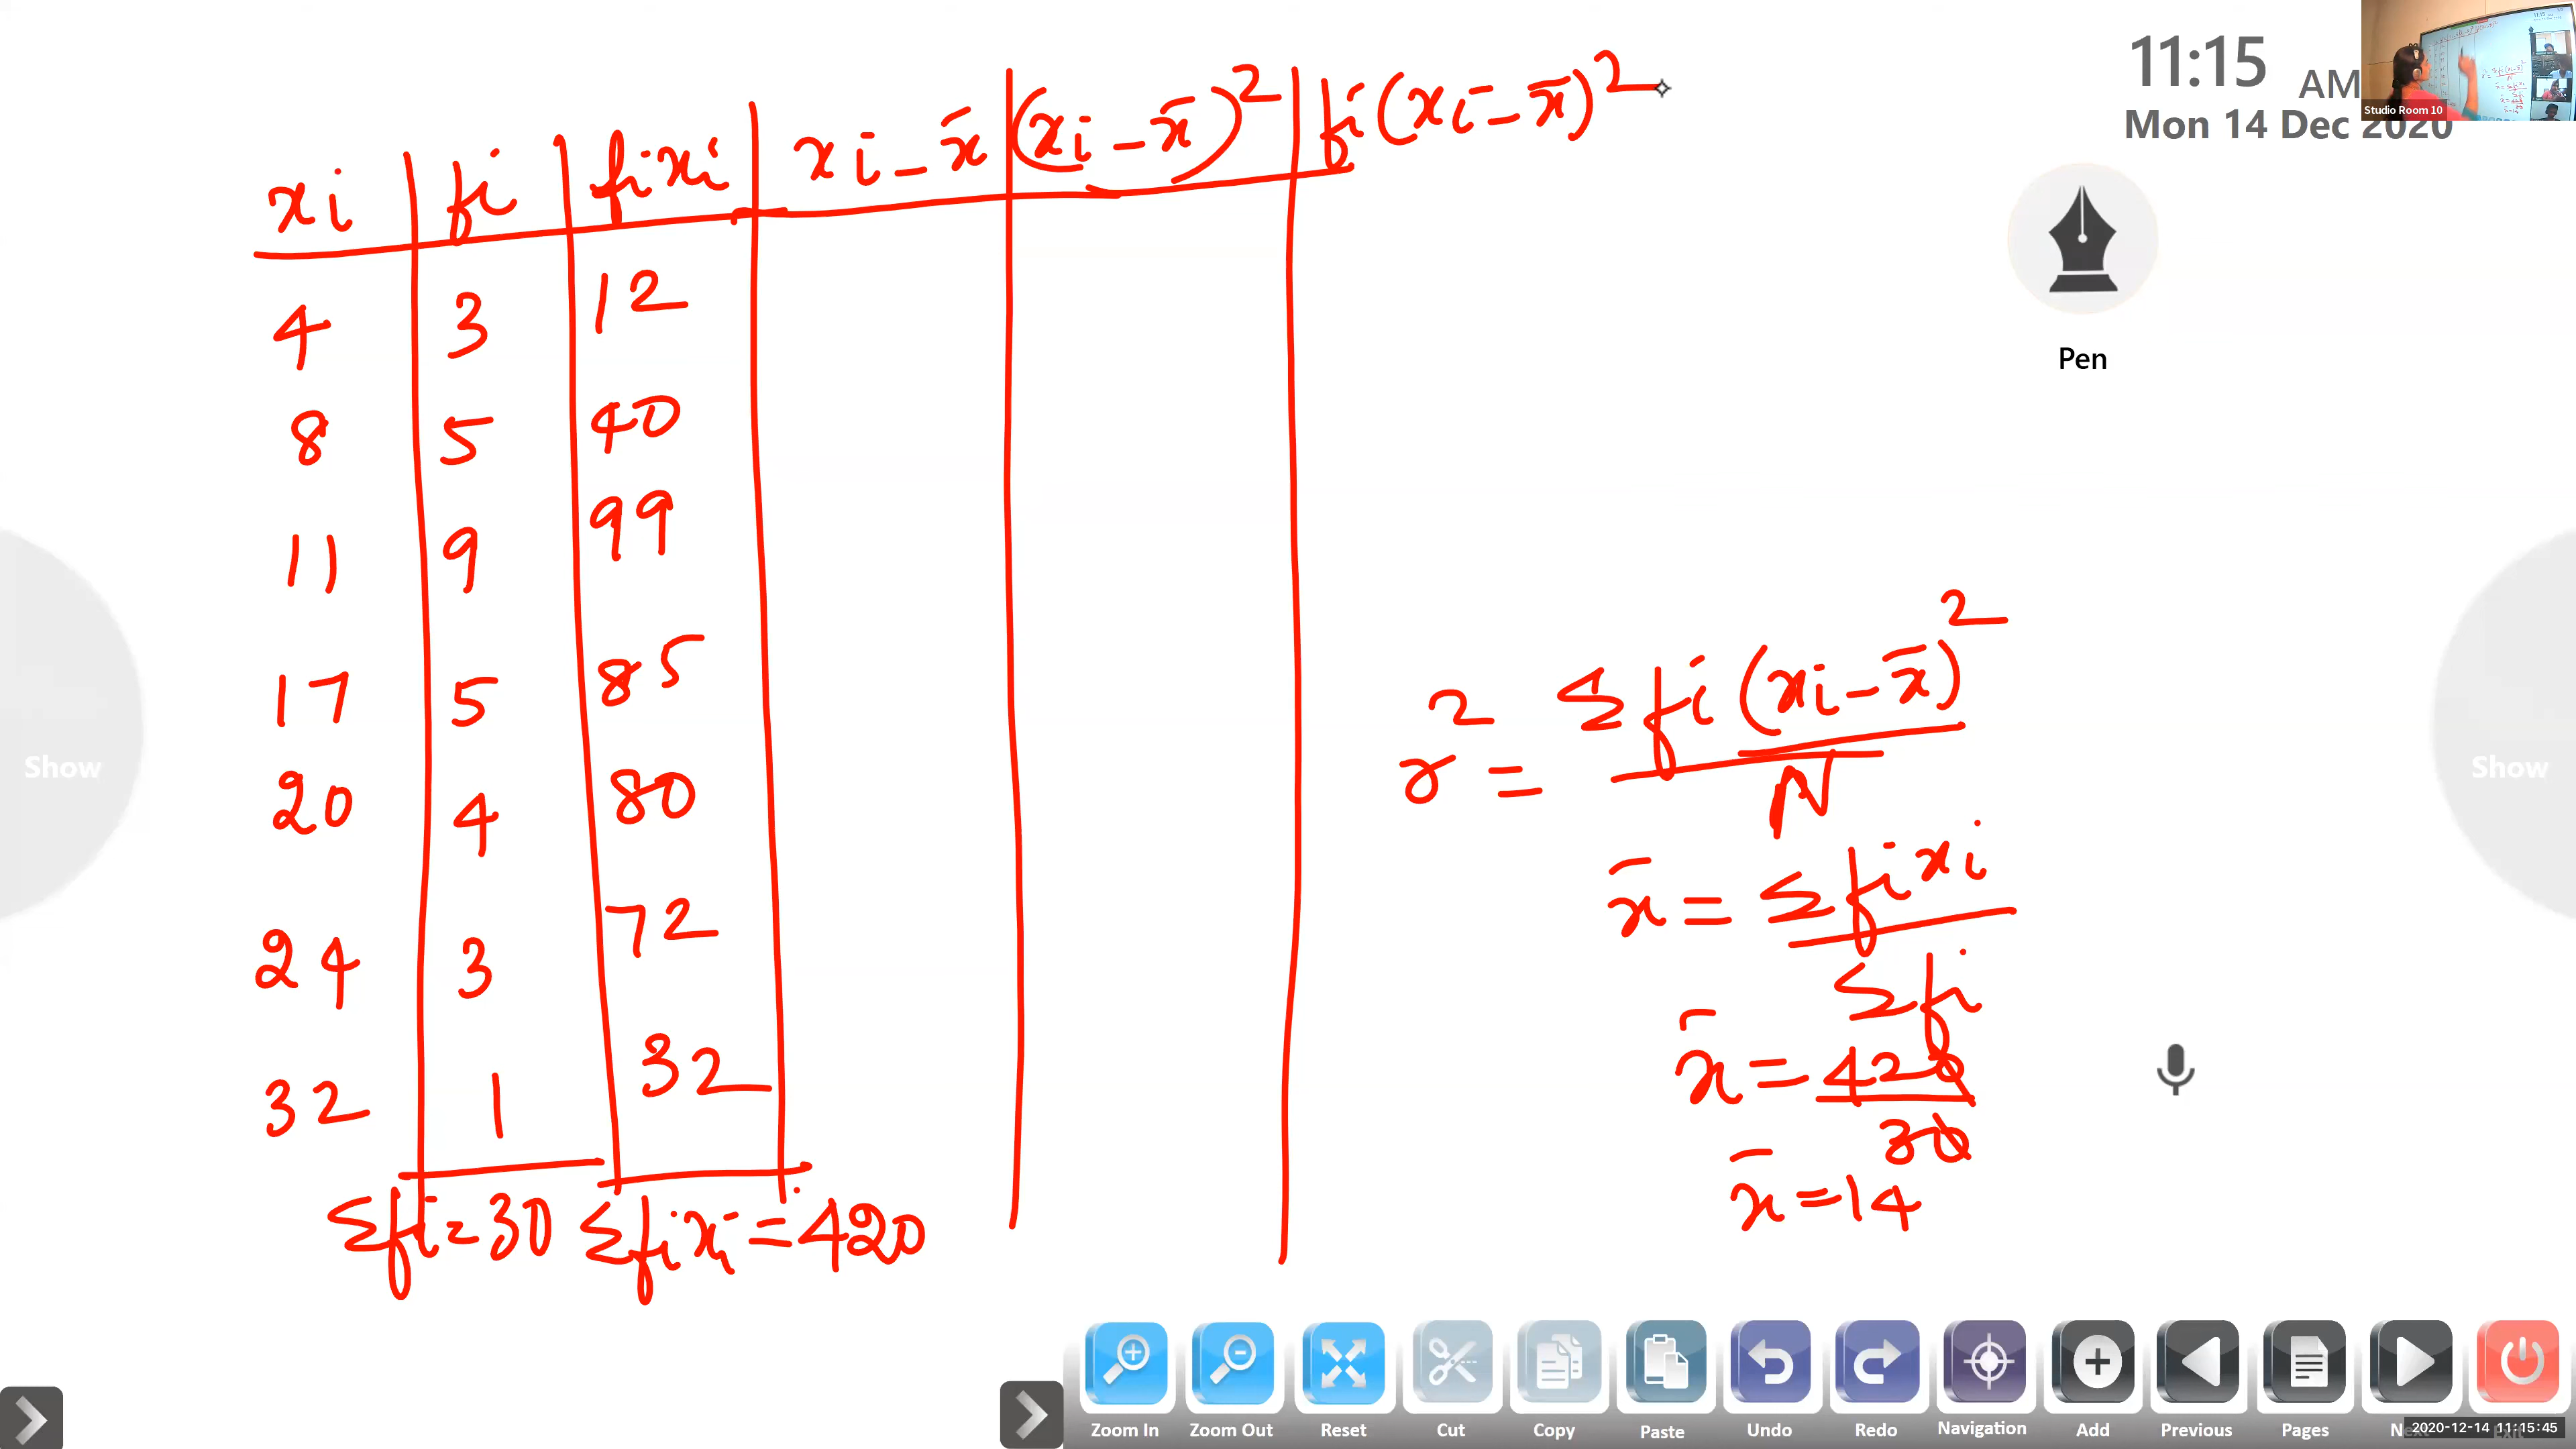 11:15 AM
Mon 14 Dec 2020
Studio Room 10
Pen
xi | fi | fixi | xi - x̄ | (xi - x̄)² | fi(xi - x̄)²
4 3 12
8 5 40
11 9 99
17 5 85
20 4 80
24 3 72
32 1 32
Σfi = 30 Σfixi = 420
σ² = Σfi(xi - x̄)² / N
x̄ = Σfixi / Σfi
x̄ = 420 / 30
x̄ = 14
Show
Show
Zoom In Zoom Out Reset Cut Copy Paste Undo Redo Navigation Add Previous Pages
2020-12-14 11:15:45